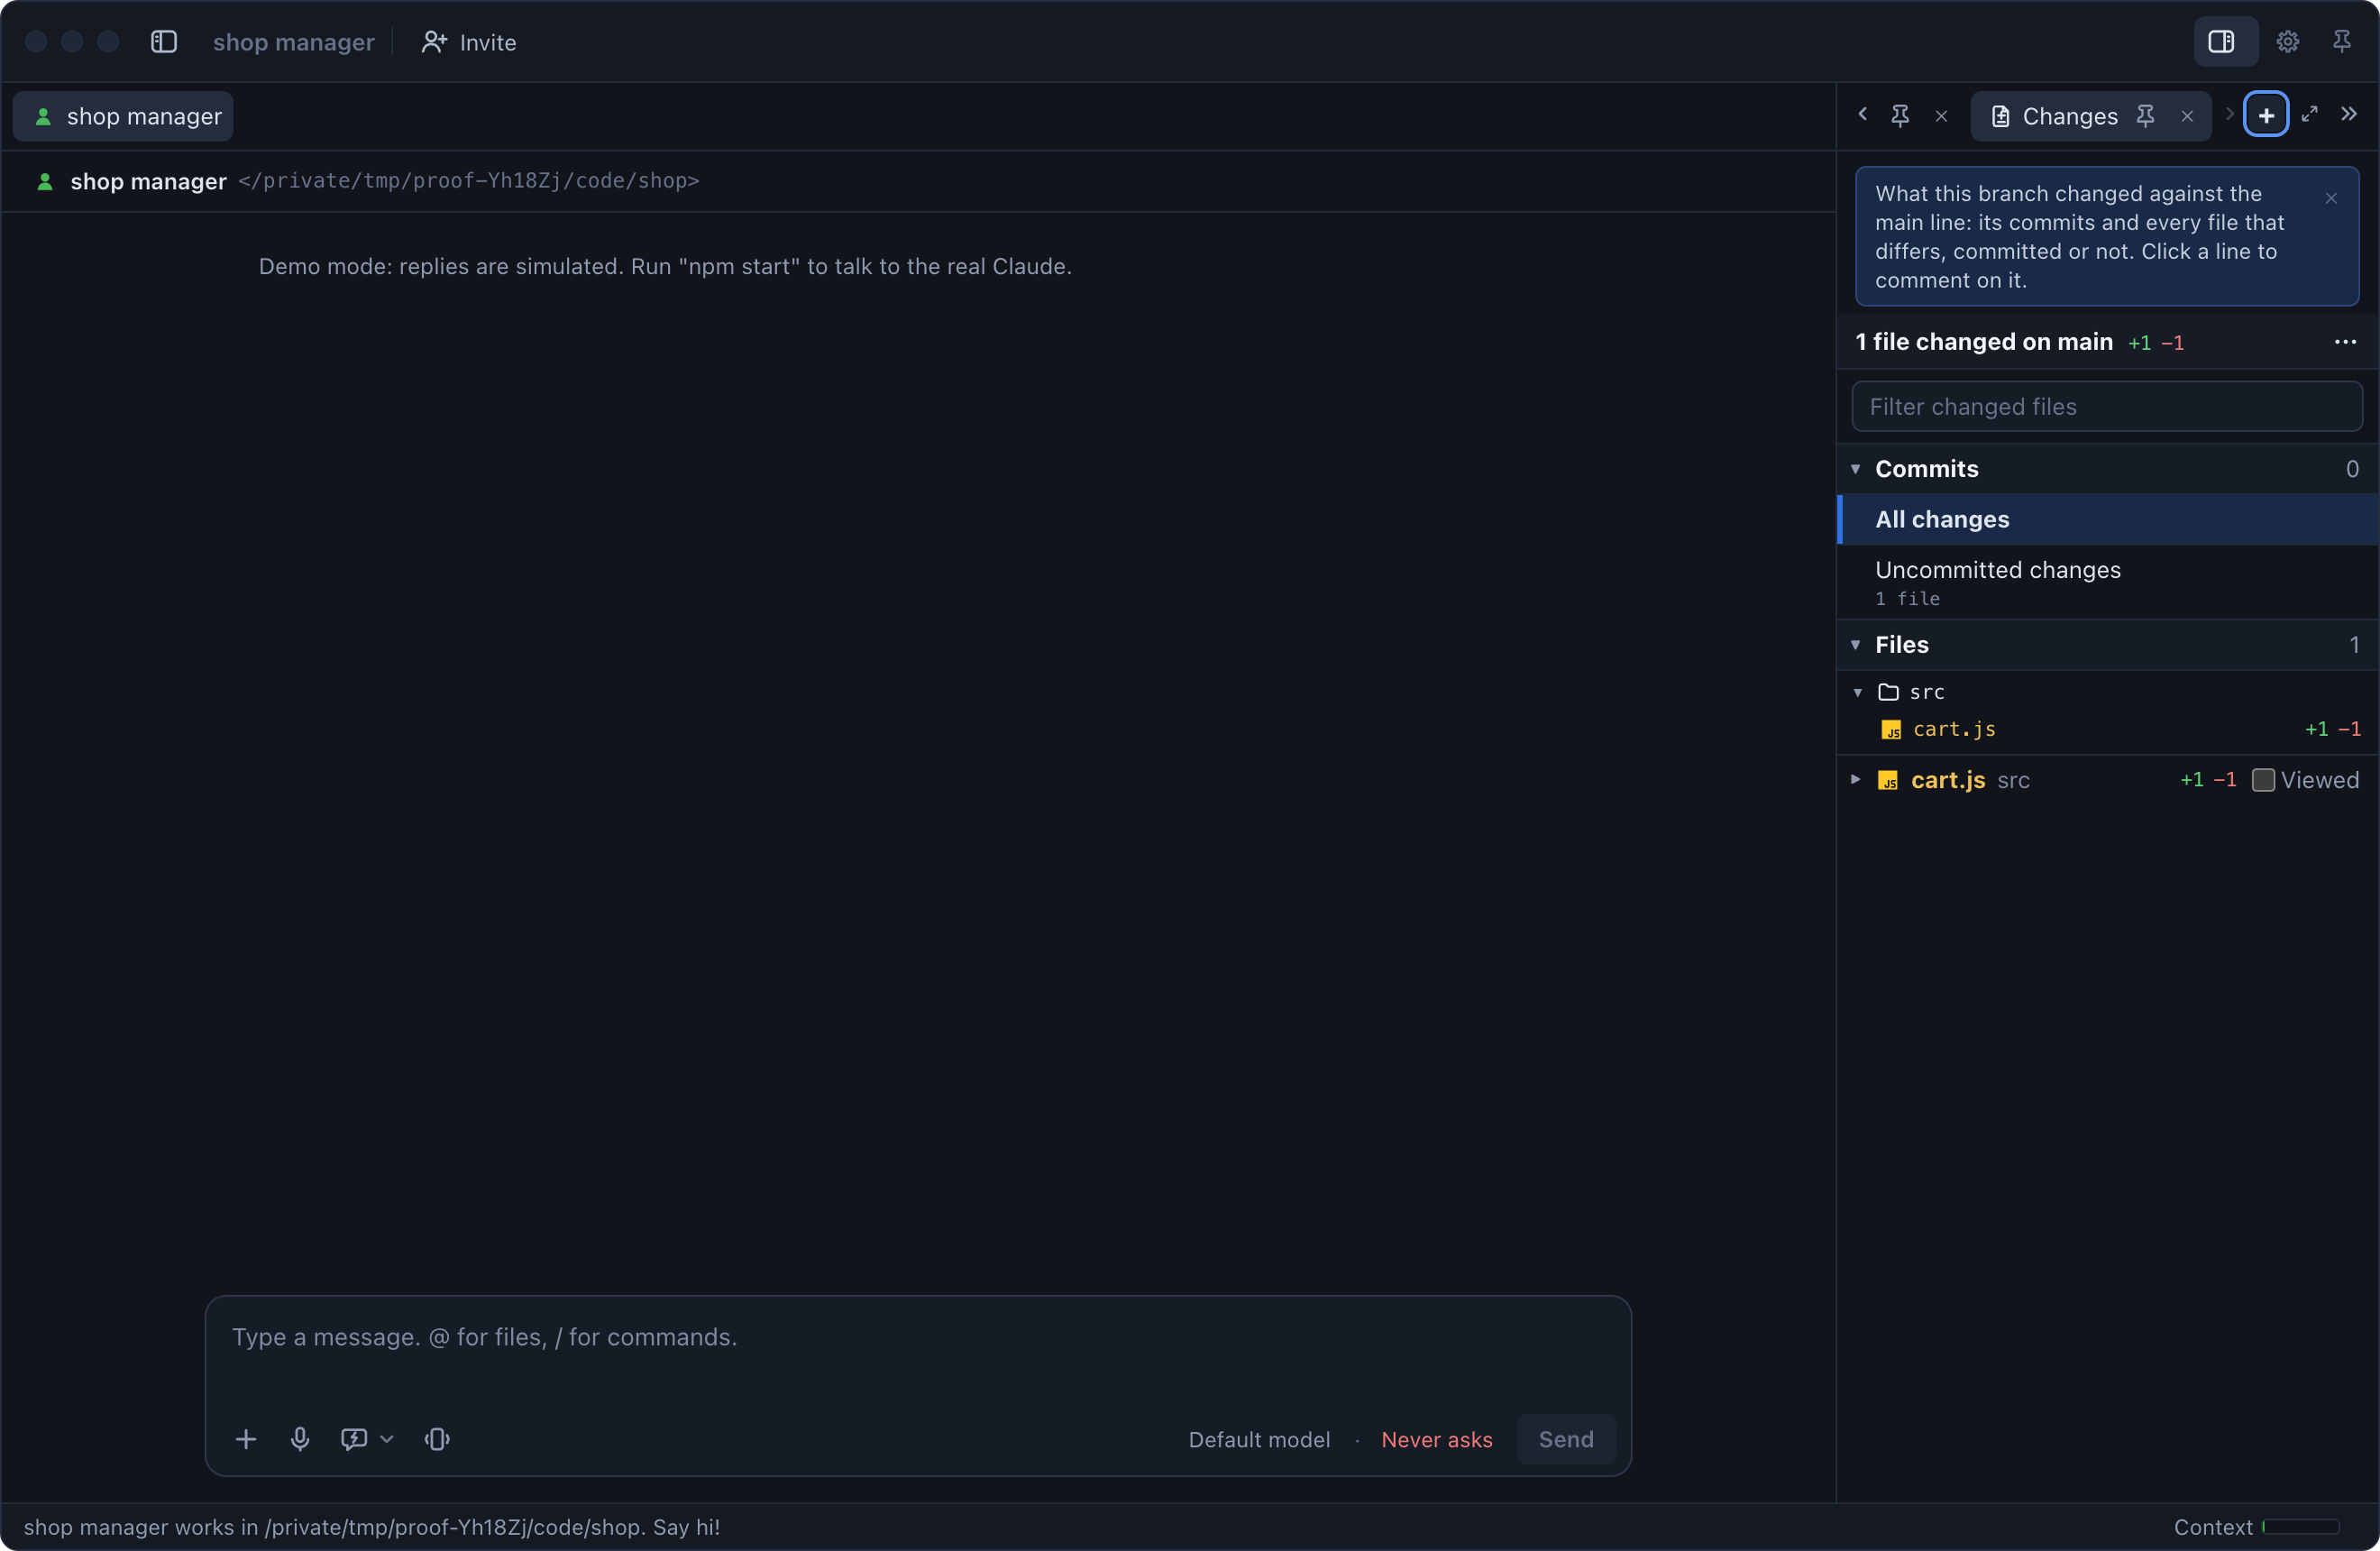 shop manager
Invite
shop manager
Changes
shop manager </private/tmp/proof-Yh18Zj/code/shop>
Demo mode: replies are simulated. Run "npm start" to talk to the real Claude.
What this branch changed against the
main line: its commits and every file that
differs, committed or not. Click a line to
comment on it.
1 file changed on main +1 −1
Filter changed files
Commits 0
All changes
Uncommitted changes
1 file
Files 1
src
JS cart.js +1 −1
JS cart.js src +1 −1 Viewed
Type a message. @ for files, / for commands.
Default model · Never asks Send
shop manager works in /private/tmp/proof-Yh18Zj/code/shop. Say hi!
Context